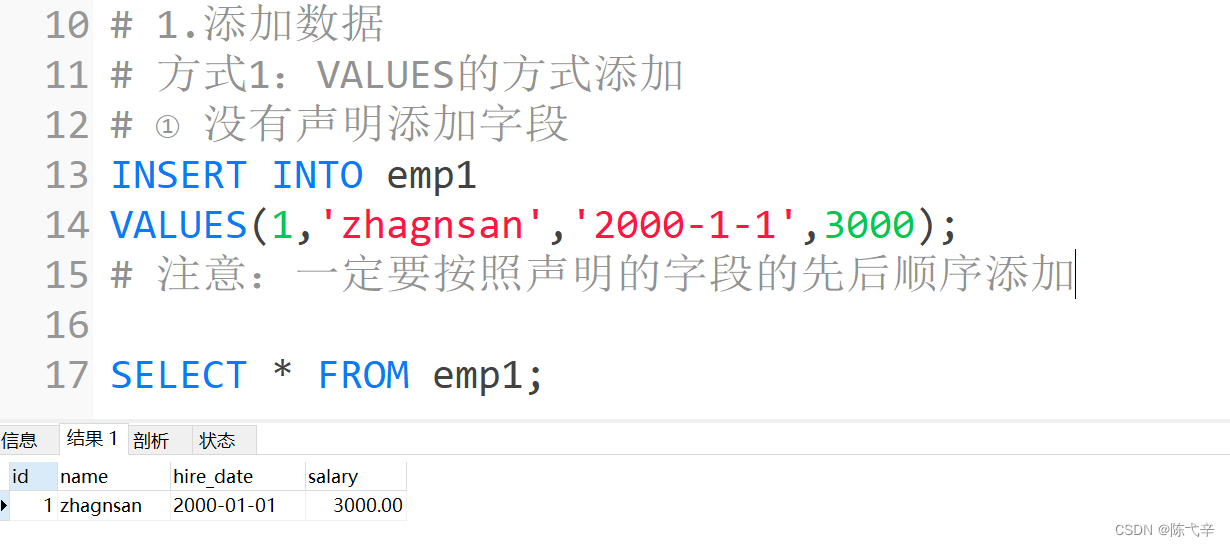 10 # 1.添加数据
11 # 方式1：VALUES的方式添加
12 # ① 没有声明添加字段
13 INSERT INTO emp1
14 VALUES(1,'zhagnsan','2000-1-1',3000);
15 # 注意：一定要按照声明的字段的先后顺序添加
16
17 SELECT * FROM emp1;
信息 结果 1 剖析 状态
id name hire_date salary
1 zhagnsan 2000-01-01 3000.00
CSDN @陈弋辛